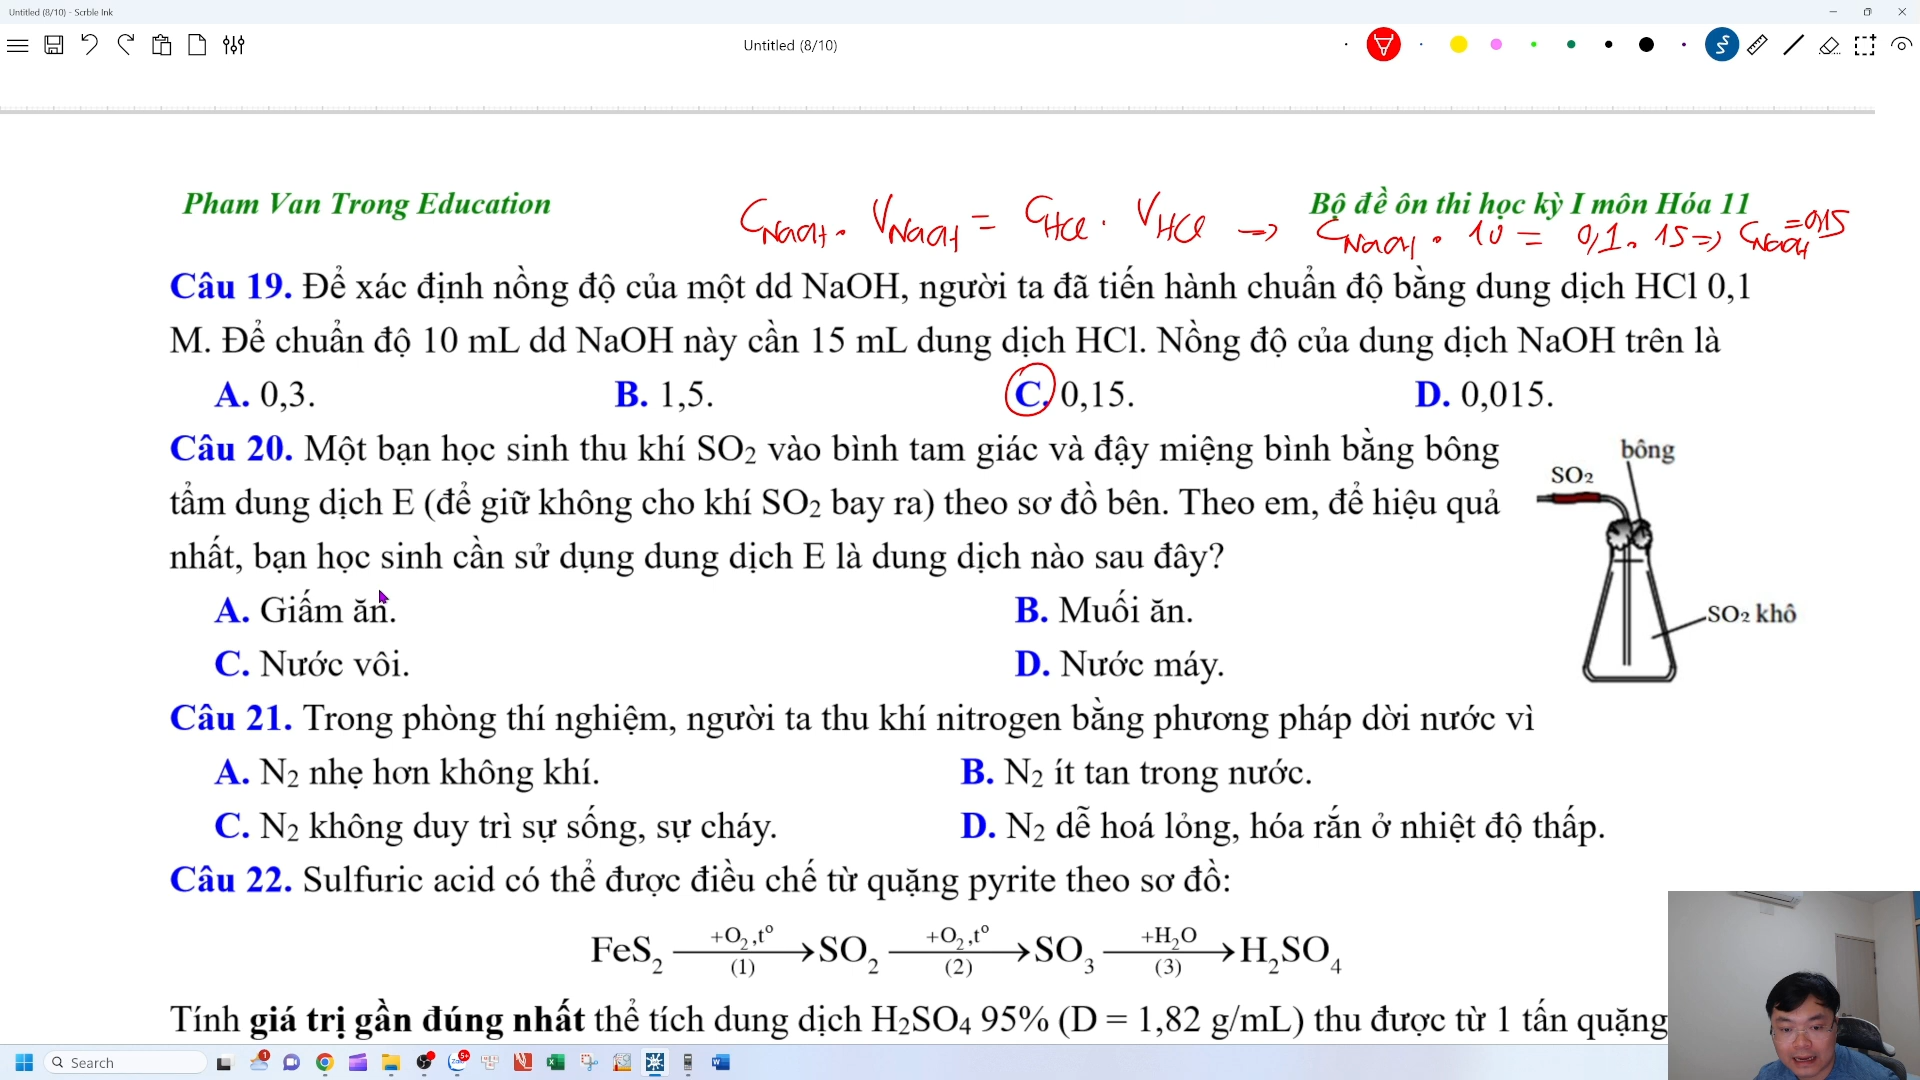 Untitled (8/10) - Scrble Ink
Untitled (8/10)
Pham Van Trong Education
Bộ đề ôn thi học kỳ I môn Hóa 11
C_NaOH . V_NaOH = C_HCl . V_HCl → C_NaOH . 10 = 0,1 . 15 => C_NaOH = 0,15
Câu 19. Để xác định nồng độ của một dd NaOH, người ta đã tiến hành chuẩn độ bằng dung dịch HCl 0,1
M. Để chuẩn độ 10 mL dd NaOH này cần 15 mL dung dịch HCl. Nồng độ của dung dịch NaOH trên là
A. 0,3. B. 1,5. C. 0,15. D. 0,015.
Câu 20. Một bạn học sinh thu khí SO₂ vào bình tam giác và đậy miệng bình bằng bông
tẩm dung dịch E (để giữ không cho khí SO₂ bay ra) theo sơ đồ bên. Theo em, để hiệu quả
nhất, bạn học sinh cần sử dụng dung dịch E là dung dịch nào sau đây?
A. Giấm ăn. B. Muối ăn.
C. Nước vôi. D. Nước máy.
bông
SO₂
SO₂ khô
Câu 21. Trong phòng thí nghiệm, người ta thu khí nitrogen bằng phương pháp dời nước vì
A. N₂ nhẹ hơn không khí. B. N₂ ít tan trong nước.
C. N₂ không duy trì sự sống, sự cháy. D. N₂ dễ hoá lỏng, hóa rắn ở nhiệt độ thấp.
Câu 22. Sulfuric acid có thể được điều chế từ quặng pyrite theo sơ đồ:
+O₂,tº +O₂,tº +H₂O
FeS₂ → SO₂ → SO₃ → H₂SO₄
(1) (2) (3)
Tính giá trị gần đúng nhất thể tích dung dịch H₂SO₄ 95% (D = 1,82 g/mL) thu được từ 1 tấn quặng
Search